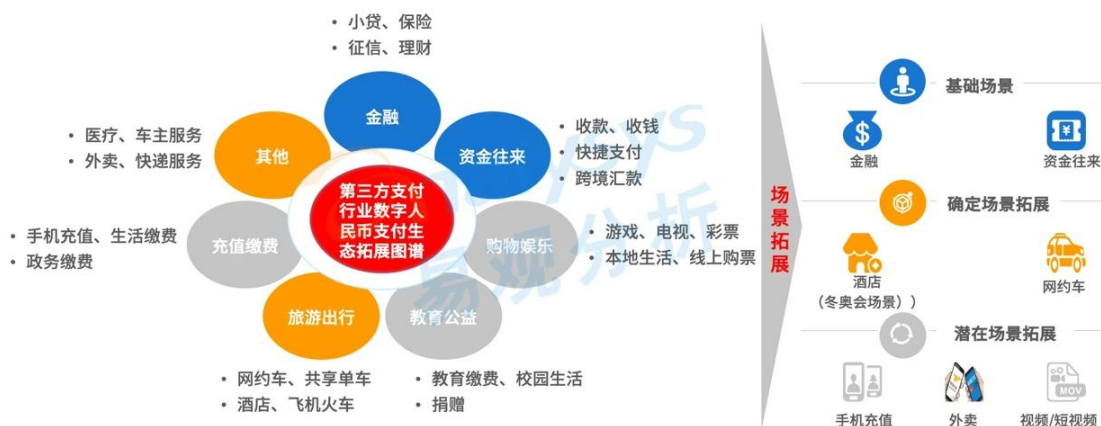 • 小贷、保险
• 征信、理财
金融
• 医疗、车主服务
• 外卖、快递服务
其他
资金往来
• 收款、收钱
• 快捷支付
• 跨境汇款
第三方支付
行业数字人
民币支付生
态拓展图谱
• 手机充值、生活缴费
• 政务缴费
充值缴费
购物娱乐
• 游戏、电视、彩票
• 本地生活、线上购票
旅游出行
教育公益
• 网约车、共享单车
• 酒店、飞机火车
• 教育缴费、校园生活
• 捐赠
analysys
易观分析
场景拓展
基础场景
$
金融
¥
资金往来
确定场景拓展
酒店
（冬奥会场景））
网约车
潜在场景拓展
手机充值
外卖
MOV
视频/短视频